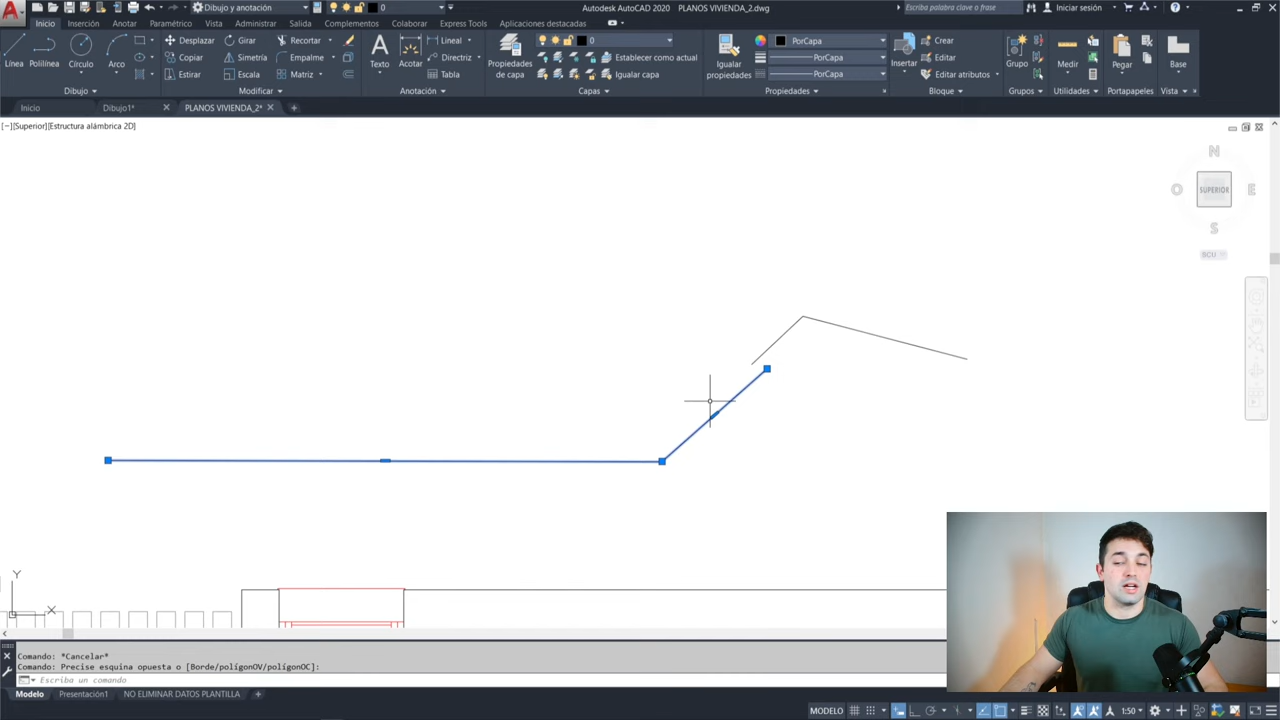 Dibujo y anotación 0 Autodesk AutoCAD 2020 PLANOS VIVIENDA_2.dwg Escriba palabra clave o frase Iniciar sesión
Inicio Inserción Anotar Paramétrico Vista Administrar Salida Complementos Colaborar Express Tools Aplicaciones destacadas
Línea Polilínea Círculo Arco
Desplazar Girar Recortar
Copiar Simetría Empalme
Estirar Escala Matriz
Texto Acotar
Lineal
Directriz
Tabla
Propiedades de capa
0
Establecer como actual
Igualar capa
Igualar propiedades
PorCapa
PorCapa
PorCapa
Insertar
Crear
Editar
Editar atributos
Grupo
Medir
Pegar
Base
Dibujo Modificar Anotación Capas Propiedades Bloque Grupos Utilidades Portapapeles Vista
Inicio Dibujo1* PLANOS VIVIENDA_2*
[−][Superior][Estructura alámbrica 2D]
N
O SUPERIOR E
S
SCU
Y
X
Comando: *Cancelar*
Comando: Precise esquina opuesta o [Borde/polígonOV/polígonOC]:
Escriba un comando
Modelo Presentación1 NO ELIMINAR DATOS PLANTILLA
MODELO 1:50